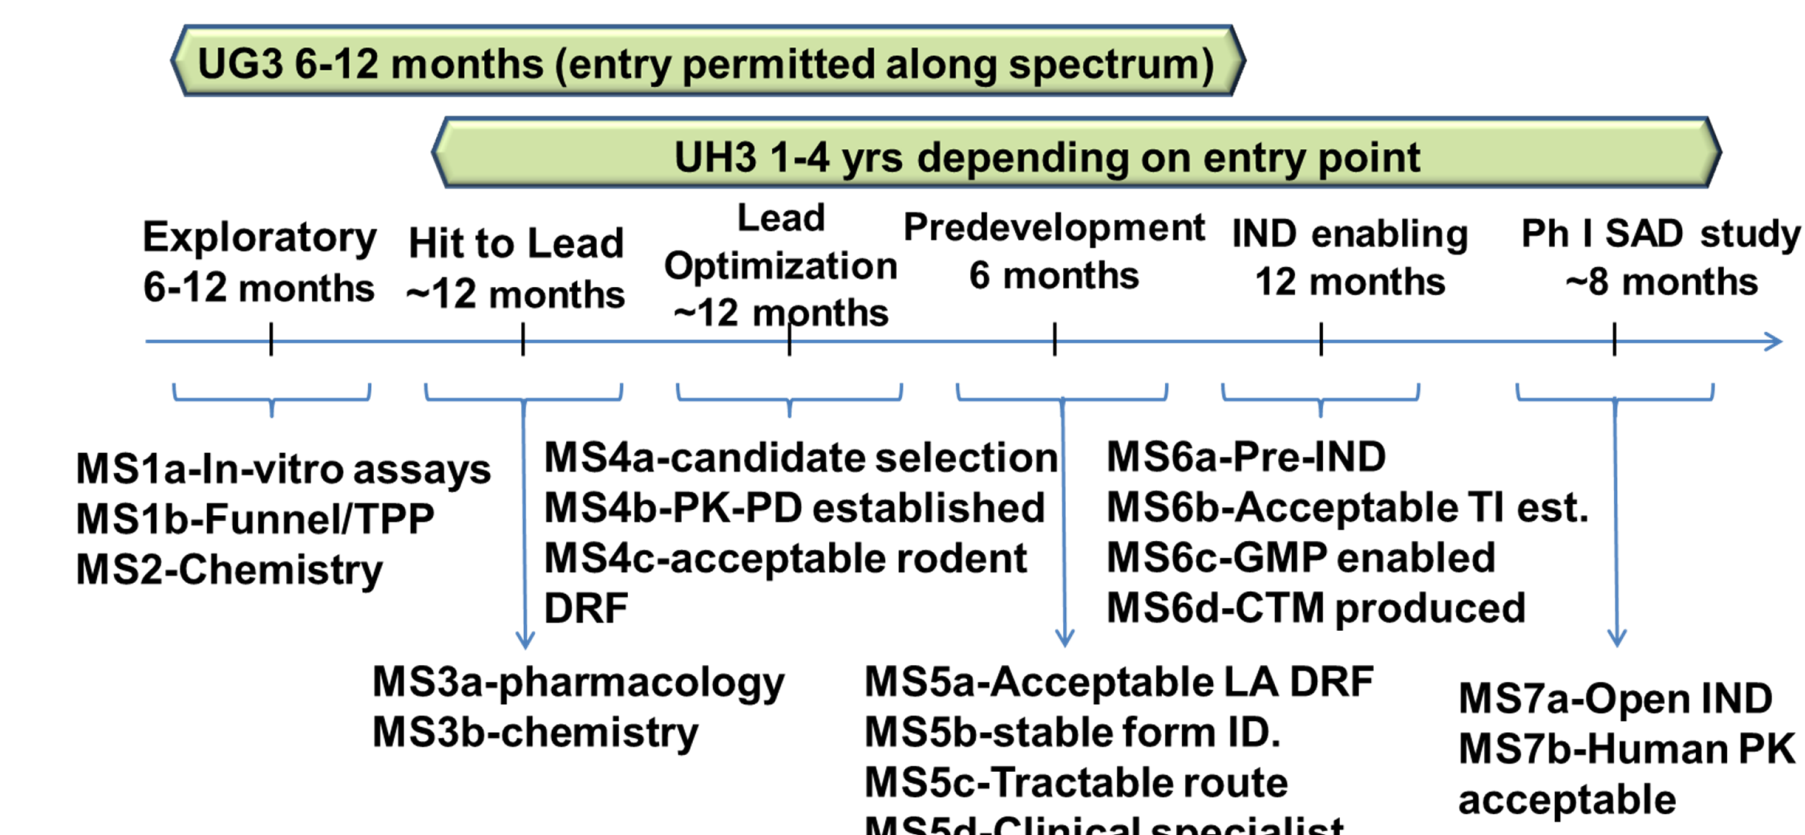 UG3 6-12 months (entry permitted along spectrum)
UH3 1-4 yrs depending on entry point
Exploratory
6-12 months
Hit to Lead
~12 months
Lead
Optimization
~12 months
Predevelopment
6 months
IND enabling
12 months
Ph I SAD study
~8 months
MS1a-In-vitro assays
MS1b-Funnel/TPP
MS2-Chemistry
MS3a-pharmacology
MS3b-chemistry
MS4a-candidate selection
MS4b-PK-PD established
MS4c-acceptable rodent
DRF
MS5a-Acceptable LA DRF
MS5b-stable form ID.
MS5c-Tractable route
MS5d-Clinical specialist
MS6a-Pre-IND
MS6b-Acceptable TI est.
MS6c-GMP enabled
MS6d-CTM produced
MS7a-Open IND
MS7b-Human PK
acceptable